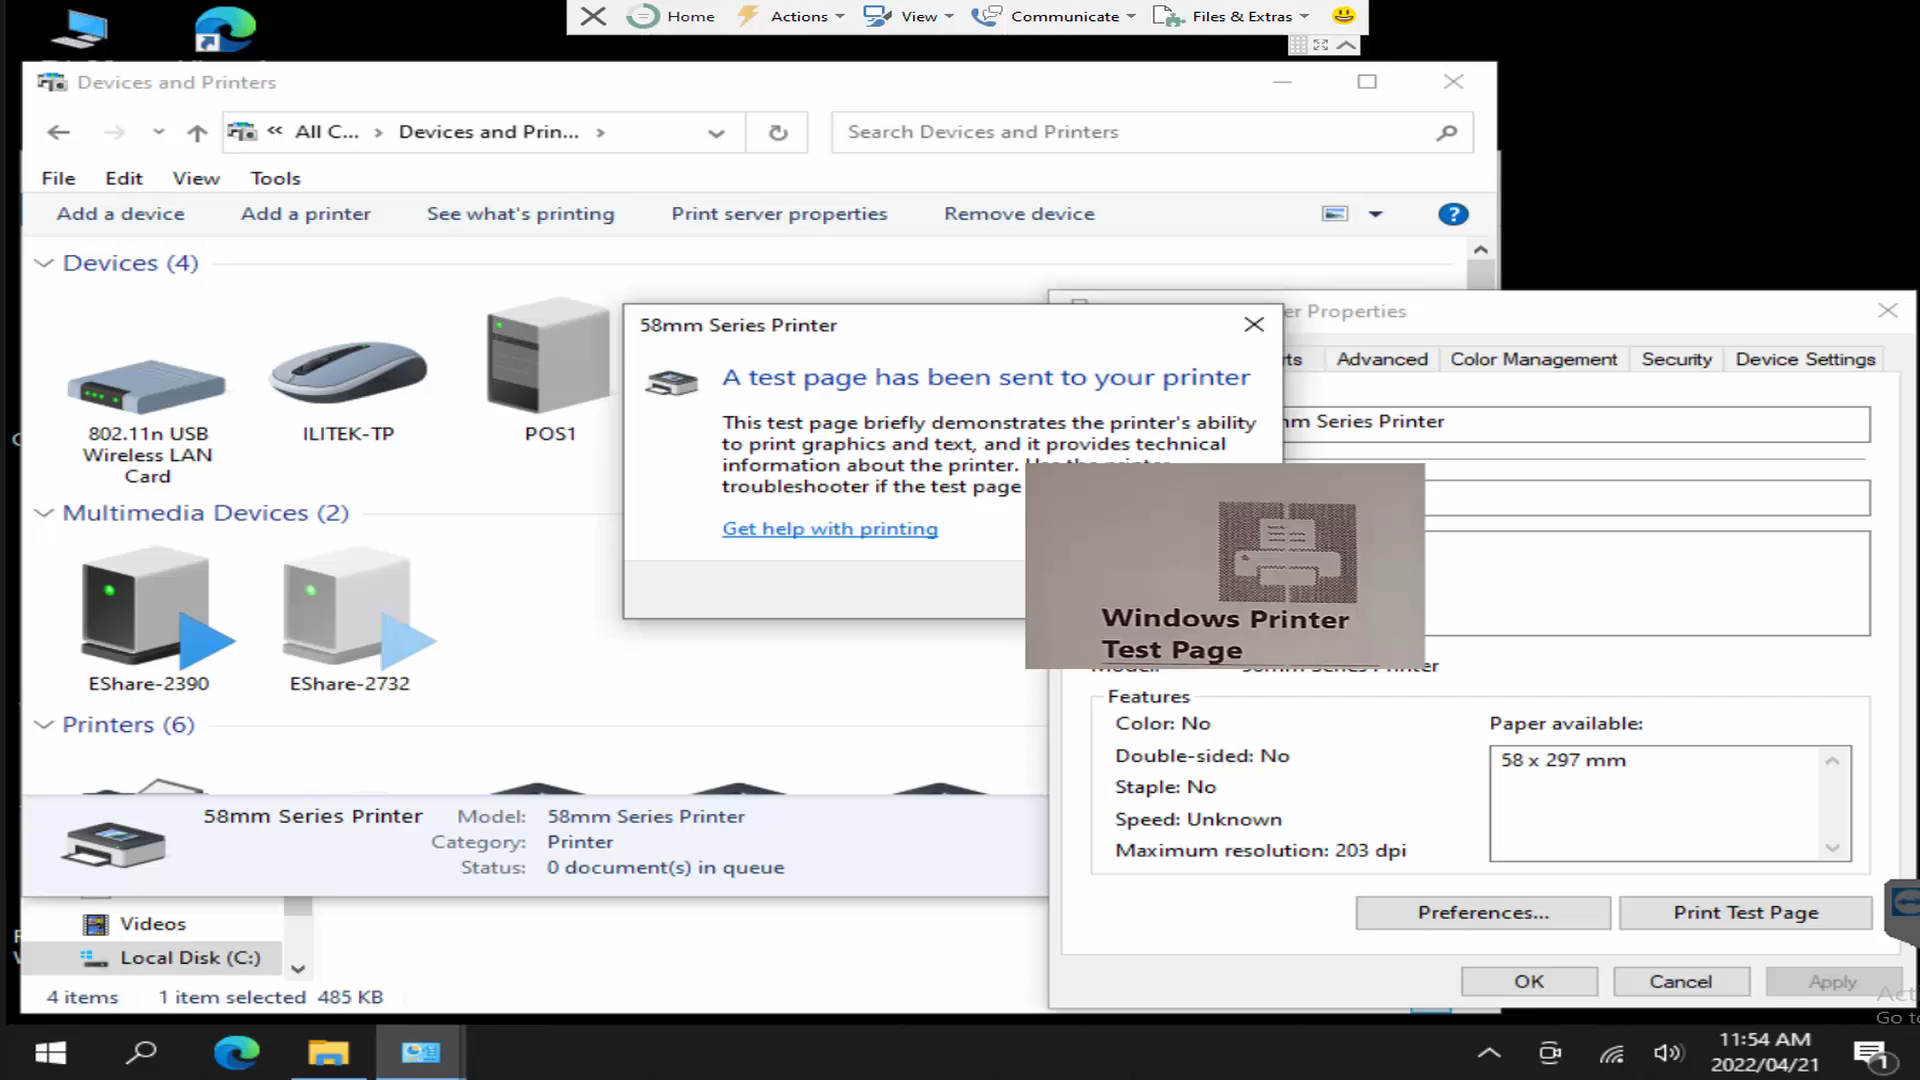 Home
Actions
View
Communicate
Files & Extras
Devices and Printers
« All C... › Devices and Prin... ›
Search Devices and Printers
File Edit View Tools
Add a device Add a printer See what's printing Print server properties Remove device
?
Devices (4)
802.11n USB
Wireless LAN
Card
ILITEK-TP
POS1
Multimedia Devices (2)
EShare-2390
EShare-2732
Printers (6)
58mm Series Printer
Model: 58mm Series Printer
Category: Printer
Status: 0 document(s) in queue
Videos
Local Disk (C:)
4 items 1 item selected 485 KB
58mm Series Printer
A test page has been sent to your printer
This test page briefly demonstrates the printer's ability
to print graphics and text, and it provides technical
information about the printer.
troubleshooter if the test page
Get help with printing
Windows Printer
Test Page
Properties
Advanced Color Management Security Device Settings
Series Printer
Features
Color: No
Double-sided: No
Staple: No
Speed: Unknown
Maximum resolution: 203 dpi
Paper available:
58 x 297 mm
Preferences...
Print Test Page
OK
Cancel
Apply
11:54 AM
2022/04/21
1